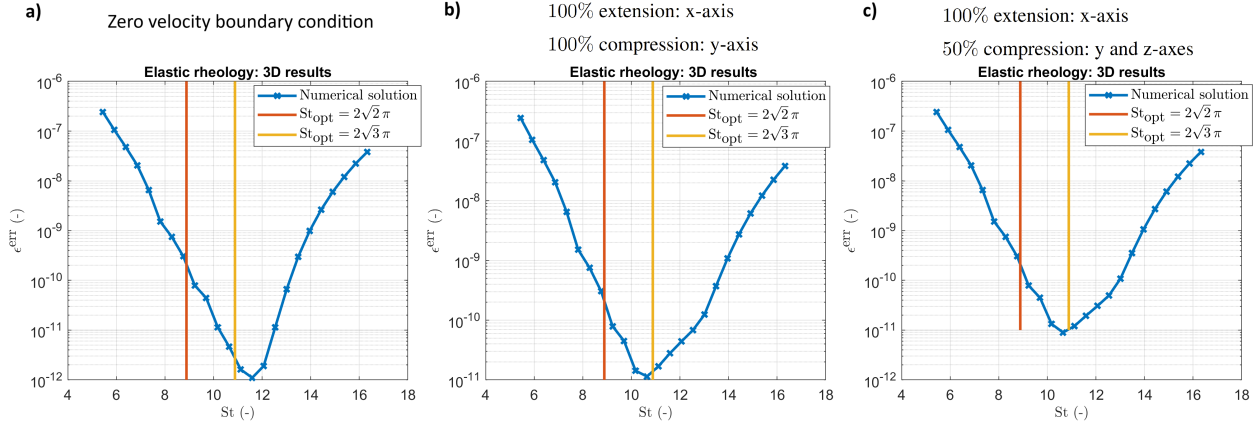 a)
Zero velocity boundary condition
Elastic rheology: 3D results
Numerical solution
St_opt = 2√2 π
St_opt = 2√3 π
10^-6
10^-7
10^-8
10^-9
10^-10
10^-11
10^-12
ϵ^err (-)
4 6 8 10 12 14 16 18
St (-)
b)
100% extension: x-axis
100% compression: y-axis
Elastic rheology: 3D results
Numerical solution
St_opt = 2√2 π
St_opt = 2√3 π
10^-6
10^-7
10^-8
10^-9
10^-10
10^-11
ϵ^err (-)
4 6 8 10 12 14 16 18
St (-)
c)
100% extension: x-axis
50% compression: y and z-axes
Elastic rheology: 3D results
Numerical solution
St_opt = 2√2 π
St_opt = 2√3 π
10^-6
10^-7
10^-8
10^-9
10^-10
10^-11
10^-12
ϵ^err (-)
4 6 8 10 12 14 16 18
St (-)